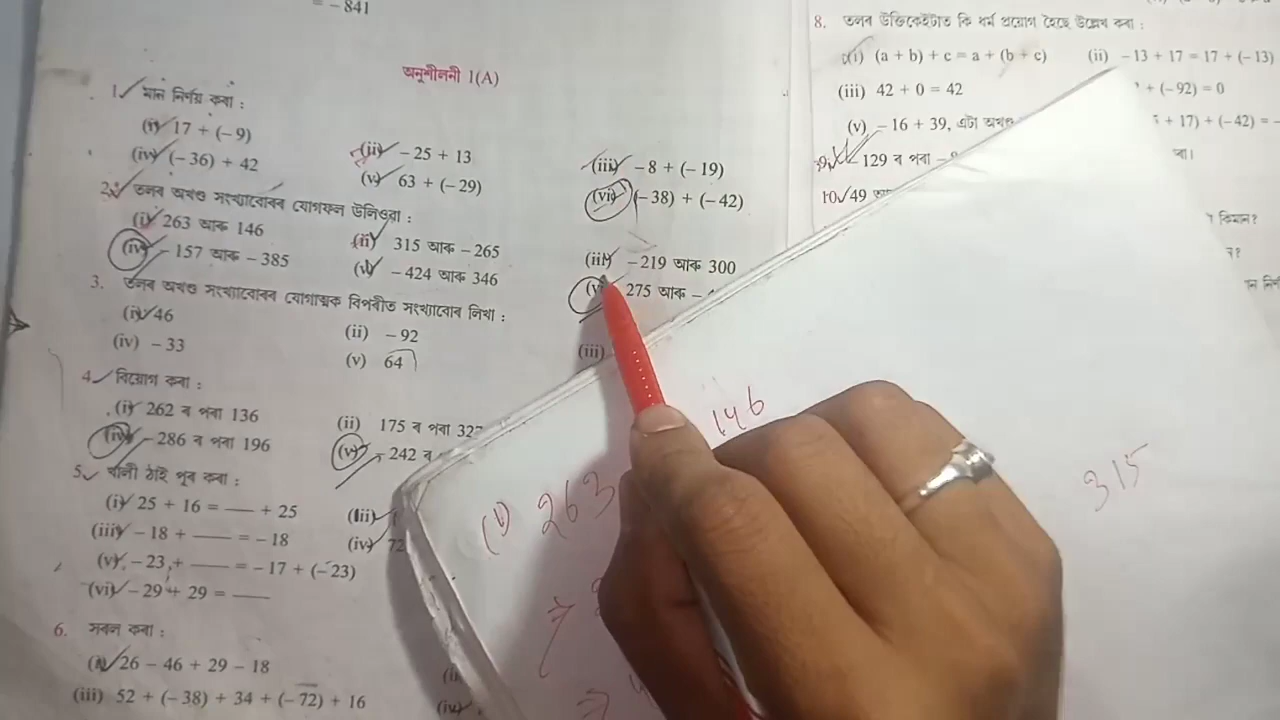 = – 841
অনুশীলনী 1(A)
1. মান নিৰ্ণয় কৰা :
(i) 17 + (– 9)
(ii) – 25 + 13
(iii) – 8 + (– 19)
(iv) (– 36) + 42
(v) 63 + (– 29)
(vi) (– 38) + (– 42)
2. তলৰ অখণ্ড সংখ্যাবোৰৰ যোগফল উলিওৱা :
(i) 263 আৰু 146
(ii) 315 আৰু – 265
(iii) – 219 আৰু 300
(iv) – 157 আৰু – 385
(v) – 424 আৰু 346
275 আৰু –
3. তলৰ অখণ্ড সংখ্যাবোৰৰ যোগাত্মক বিপৰীত সংখ্যাবোৰ লিখা :
(i) 46
(ii) – 92
(iii)
(iv) – 33
(v) 64
4. বিয়োগ কৰা :
(i) 262 ৰ পৰা 136
(ii) 175 ৰ পৰা 327
(iv) – 286 ৰ পৰা 196
(v) – 242 ৰ
5. খালী ঠাই পূৰ কৰা :
(i) 25 + 16 = — + 25
(ii)
(iii) – 18 + —— = – 18
(iv) 72
(v) – 23 + —— = – 17 + (– 23)
(vi) – 29 + 29 = ——
6. সৰল কৰা :
(i) 26 – 46 + 29 – 18
(iii) 52 + (– 38) + 34 + (– 72) + 16
(iv)
8. তলৰ উক্তিকেইটাত কি ধৰ্ম প্ৰয়োগ হৈছে উল্লেখ কৰা :
(i) (a + b) + c = a + (b + c)
(ii) – 13 + 17 = 17 + (– 13)
(iii) 42 + 0 = 42
+ (– 92) = 0
(v) – 16 + 39, এটা অখণ্ড
+ 17) + (– 42) =
9. – 129 ৰ পৰা
10. 49
কিমান?
(i) 263
146
315